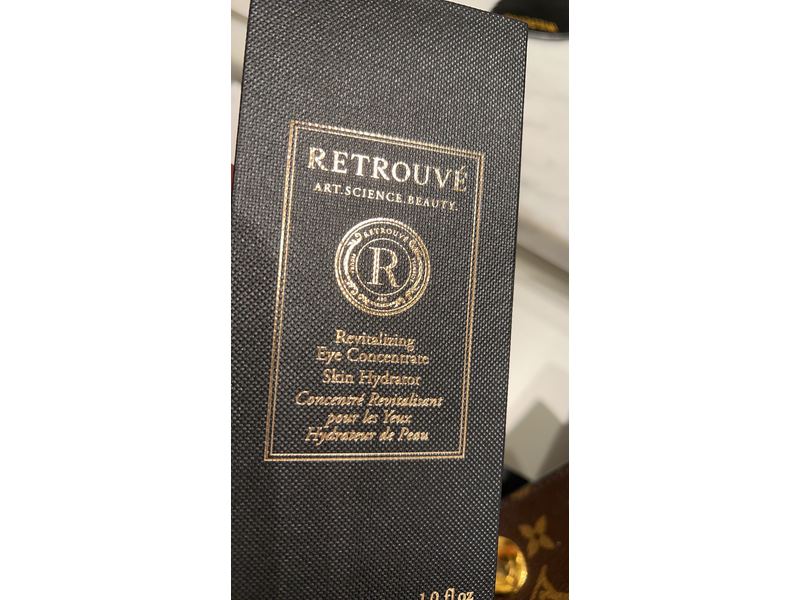 RETROUVÉ
ART.SCIENCE.BEAUTY.
RETROUVÉ
R
Revitalizing
Eye Concentrate
Skin Hydrator
Concentré Revitalisant
pour les Yeux
Hydrateur de Peau
1.0 fl oz